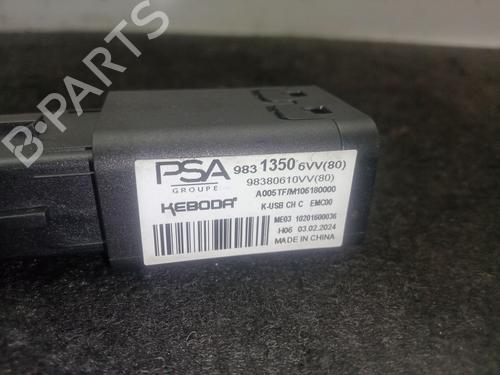 B-Parts
PSA
GROUPE
983 1350 6VV(80)
98380610VV(80)
A005TF/M106180000
KEBODA
K-USB CH C EMC00
ME03 10201600036
H06 03.02.2024
MADE IN CHINA